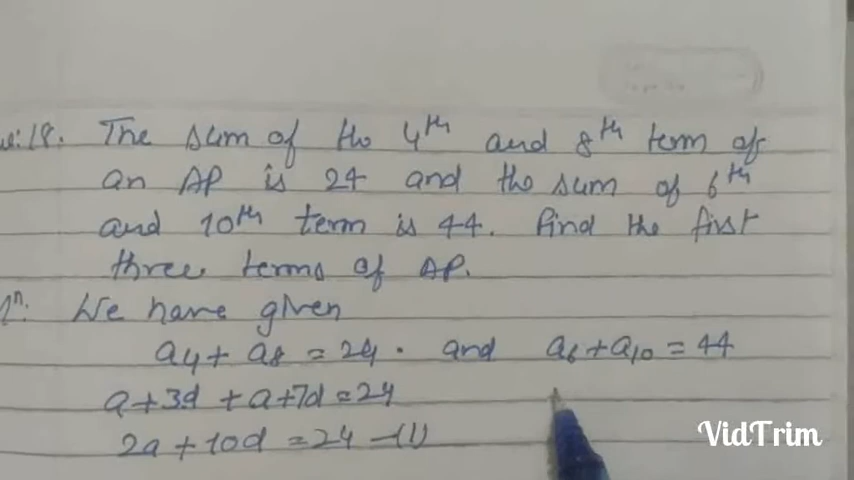 18. The sum of the 4th and 8th term of
an AP is 24 and the sum of 6th
and 10th term is 44. find the first
three terms of AP.
We have given
a4 + a8 = 24 . and a6 + a10 = 44
a + 3d + a + 7d = 24
2a + 10d = 24 -(1)
VidTrim